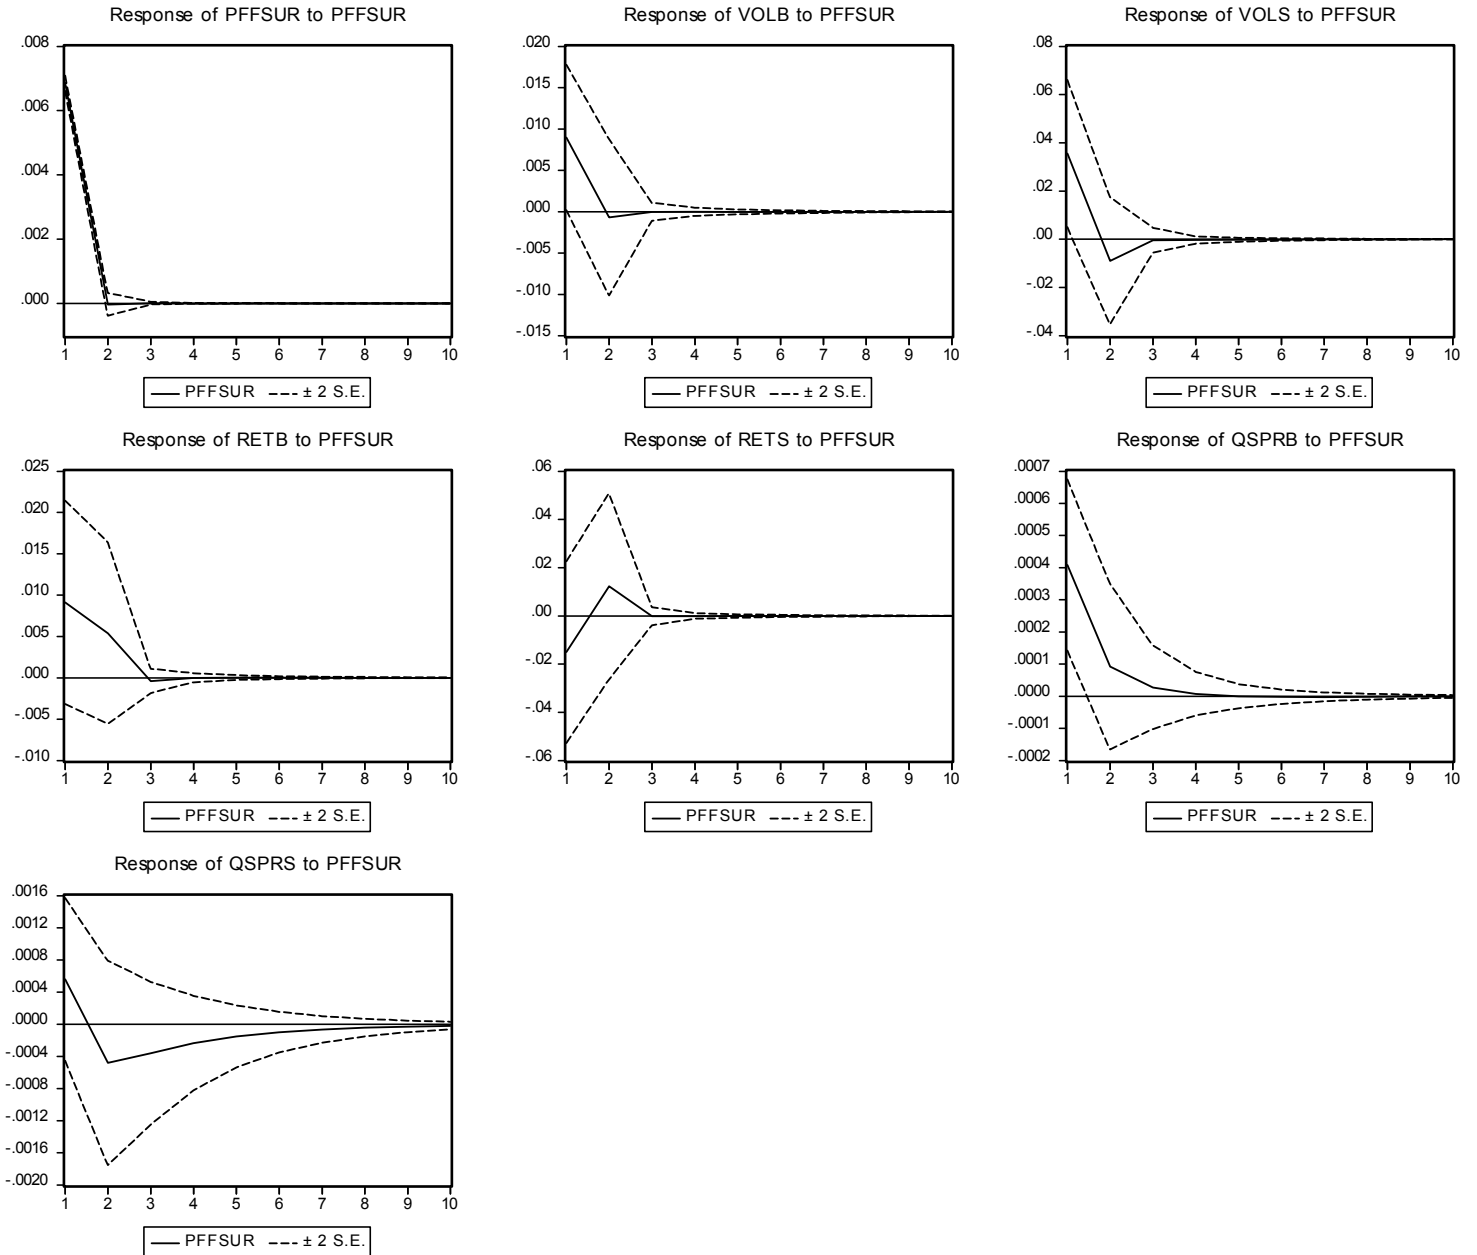 Response of PFFSUR to PFFSUR
.008
.006
.004
.002
.000
1 2 3 4 5 6 7 8 9 10
PFFSUR ± 2 S.E.
Response of VOLB to PFFSUR
.020
.015
.010
.005
.000
-.005
-.010
-.015
1 2 3 4 5 6 7 8 9 10
PFFSUR ± 2 S.E.
Response of VOLS to PFFSUR
.08
.06
.04
.02
.00
-.02
-.04
1 2 3 4 5 6 7 8 9 10
PFFSUR ± 2 S.E.
Response of RETB to PFFSUR
.025
.020
.015
.010
.005
.000
-.005
-.010
1 2 3 4 5 6 7 8 9 10
PFFSUR ± 2 S.E.
Response of RETS to PFFSUR
.06
.04
.02
.00
-.02
-.04
-.06
1 2 3 4 5 6 7 8 9 10
PFFSUR ± 2 S.E.
Response of QSPRB to PFFSUR
.0007
.0006
.0005
.0004
.0003
.0002
.0001
.0000
-.0001
-.0002
1 2 3 4 5 6 7 8 9 10
PFFSUR ± 2 S.E.
Response of QSPRS to PFFSUR
.0016
.0012
.0008
.0004
.0000
-.0004
-.0008
-.0012
-.0016
-.0020
1 2 3 4 5 6 7 8 9 10
PFFSUR ± 2 S.E.